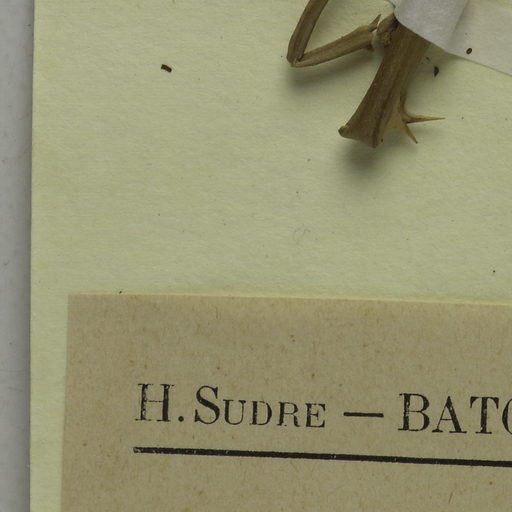 H. SUDRE — BATO